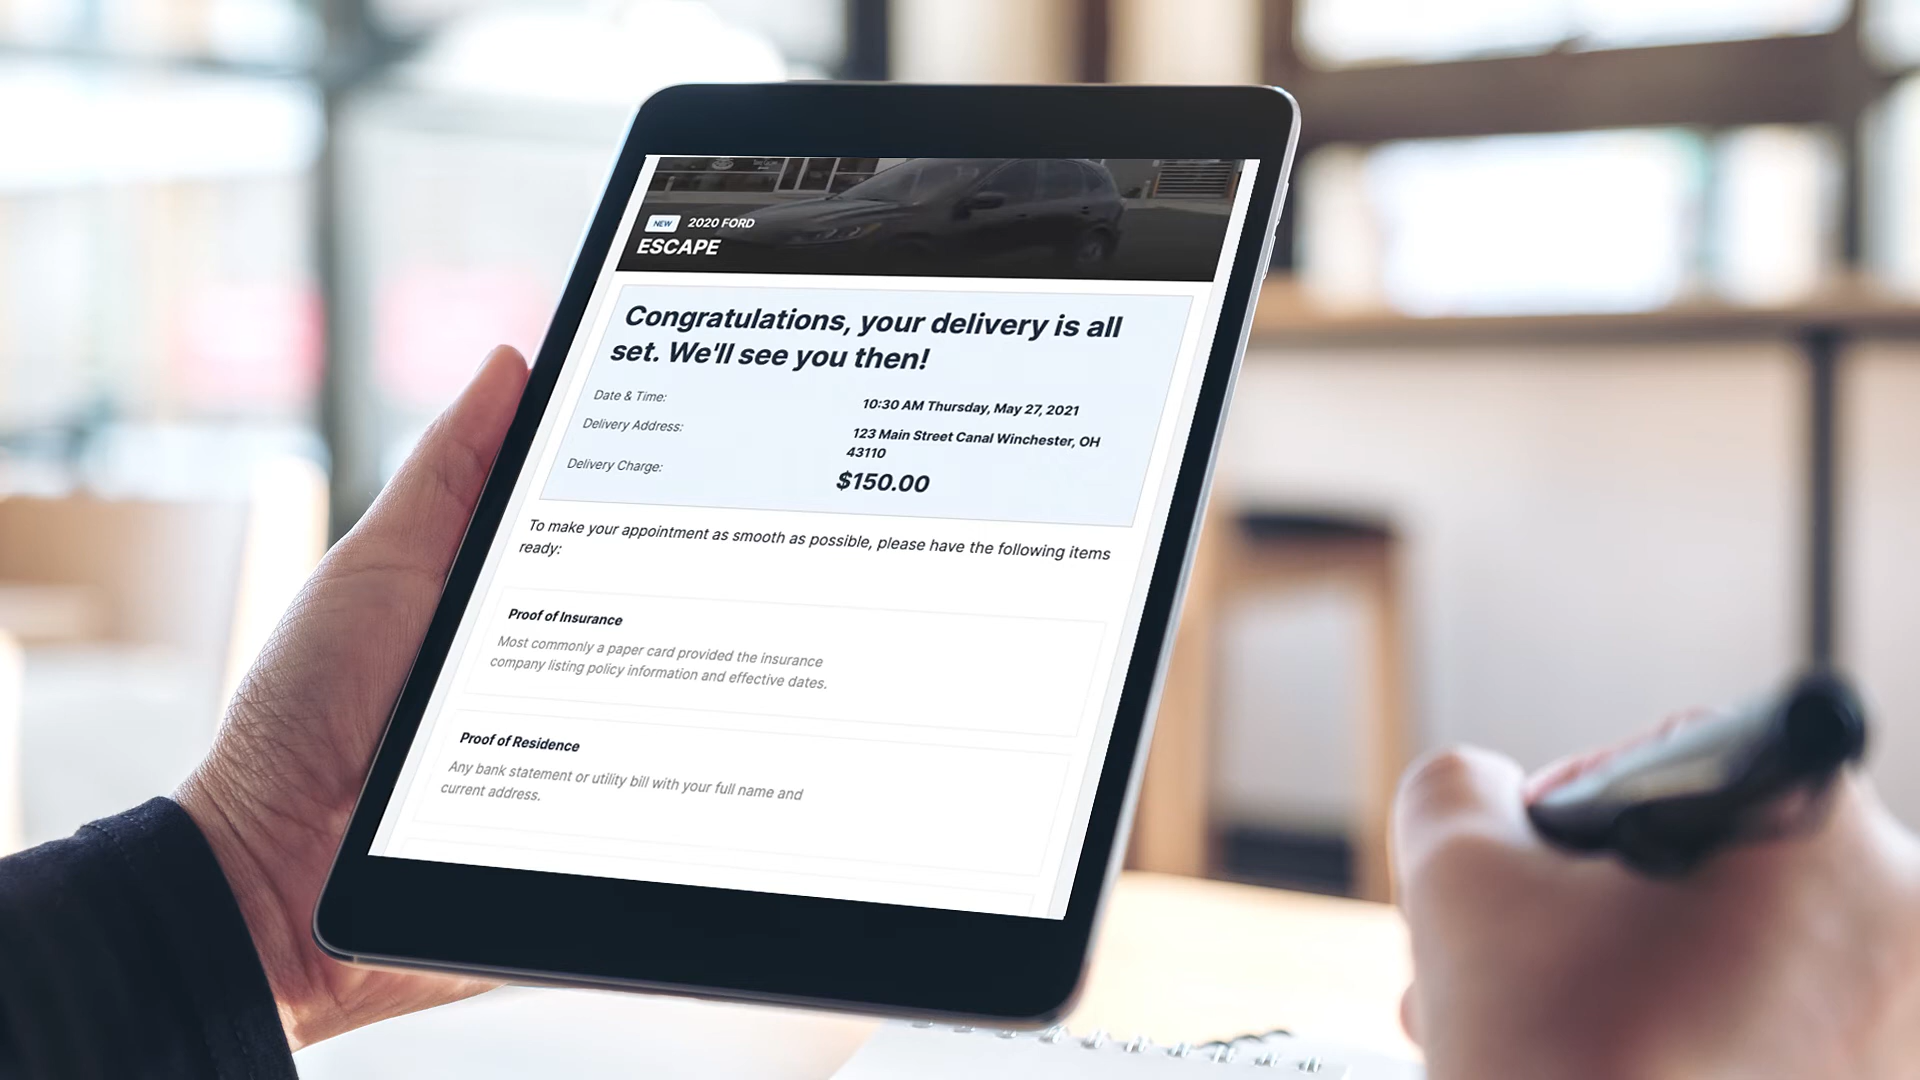 NEW 2020 FORD
ESCAPE
Congratulations, your delivery is all
set. We'll see you then!
Date & Time: 10:30 AM Thursday, May 27, 2021
Delivery Address: 123 Main Street Canal Winchester, OH
43110
Delivery Charge: $150.00
To make your appointment as smooth as possible, please have the following items
ready:
Proof of Insurance
Most commonly a paper card provided the insurance
company listing policy information and effective dates.
Proof of Residence
Any bank statement or utility bill with your full name and
current address.